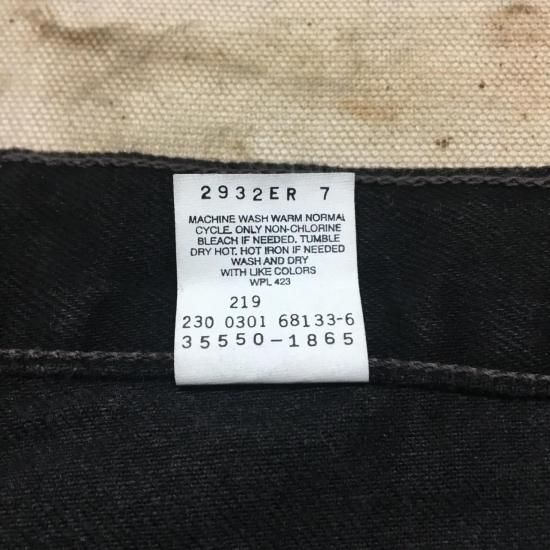 2932ER 7
MACHINE WASH WARM NORMAL
CYCLE. ONLY NON-CHLORINE
BLEACH IF NEEDED. TUMBLE
DRY HOT. HOT IRON IF NEEDED
WASH AND DRY
WITH LIKE COLORS
WPL 423
219
230 0301 68133-6
35550-1865